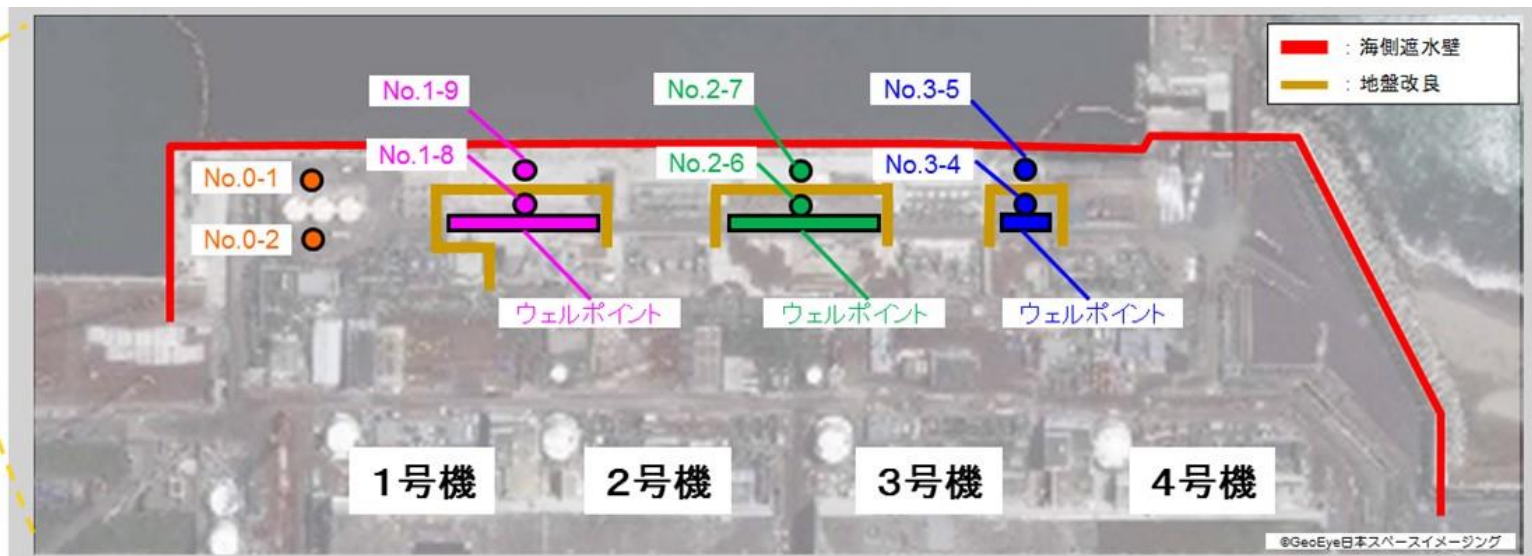 ：海側遮水壁
：地盤改良
No.1-9
No.2-7
No.3-5
No.1-8
No.2-6
No.3-4
No.0-1
No.0-2
ウェルポイント
ウェルポイント
ウェルポイント
1号機
2号機
3号機
4号機
©GeoEye日本スペースイメージング